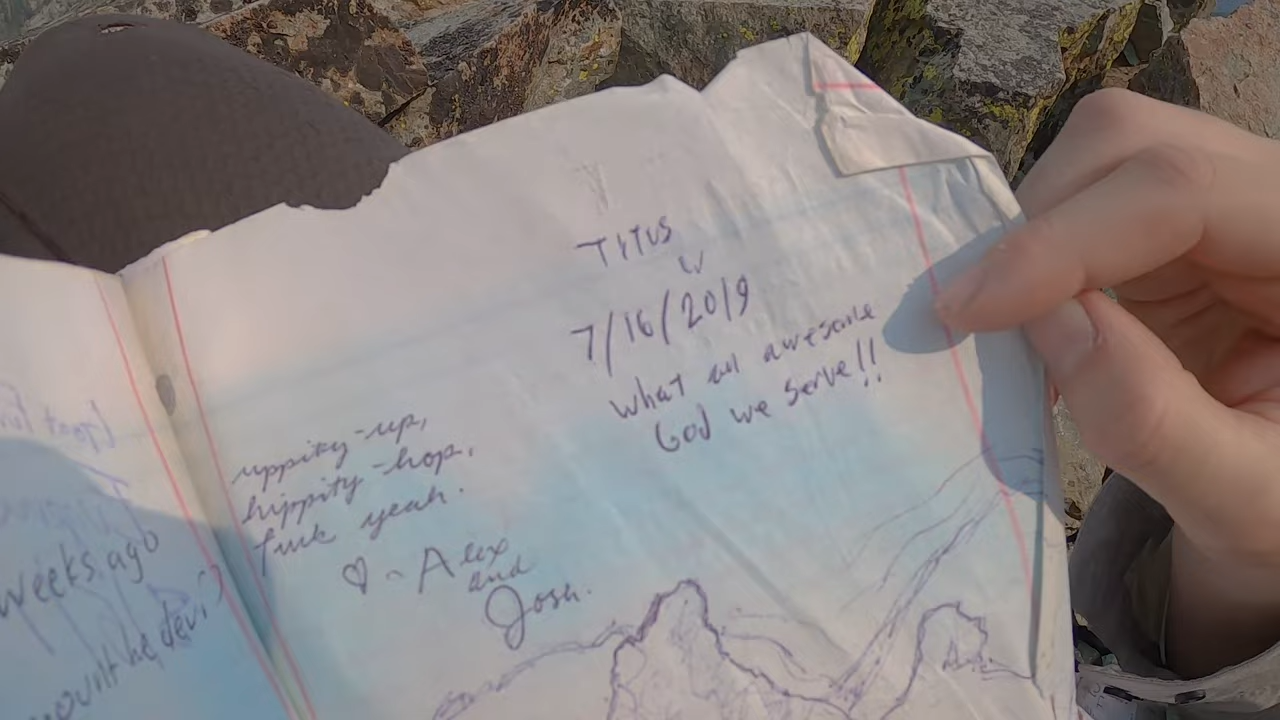 weeks ago
uppity-up,
hippity-hop,
fuck yeah.
♡ - Alex
and
Josh.
TITUS
W
7/16/2019
What an awesome
God we serve!!